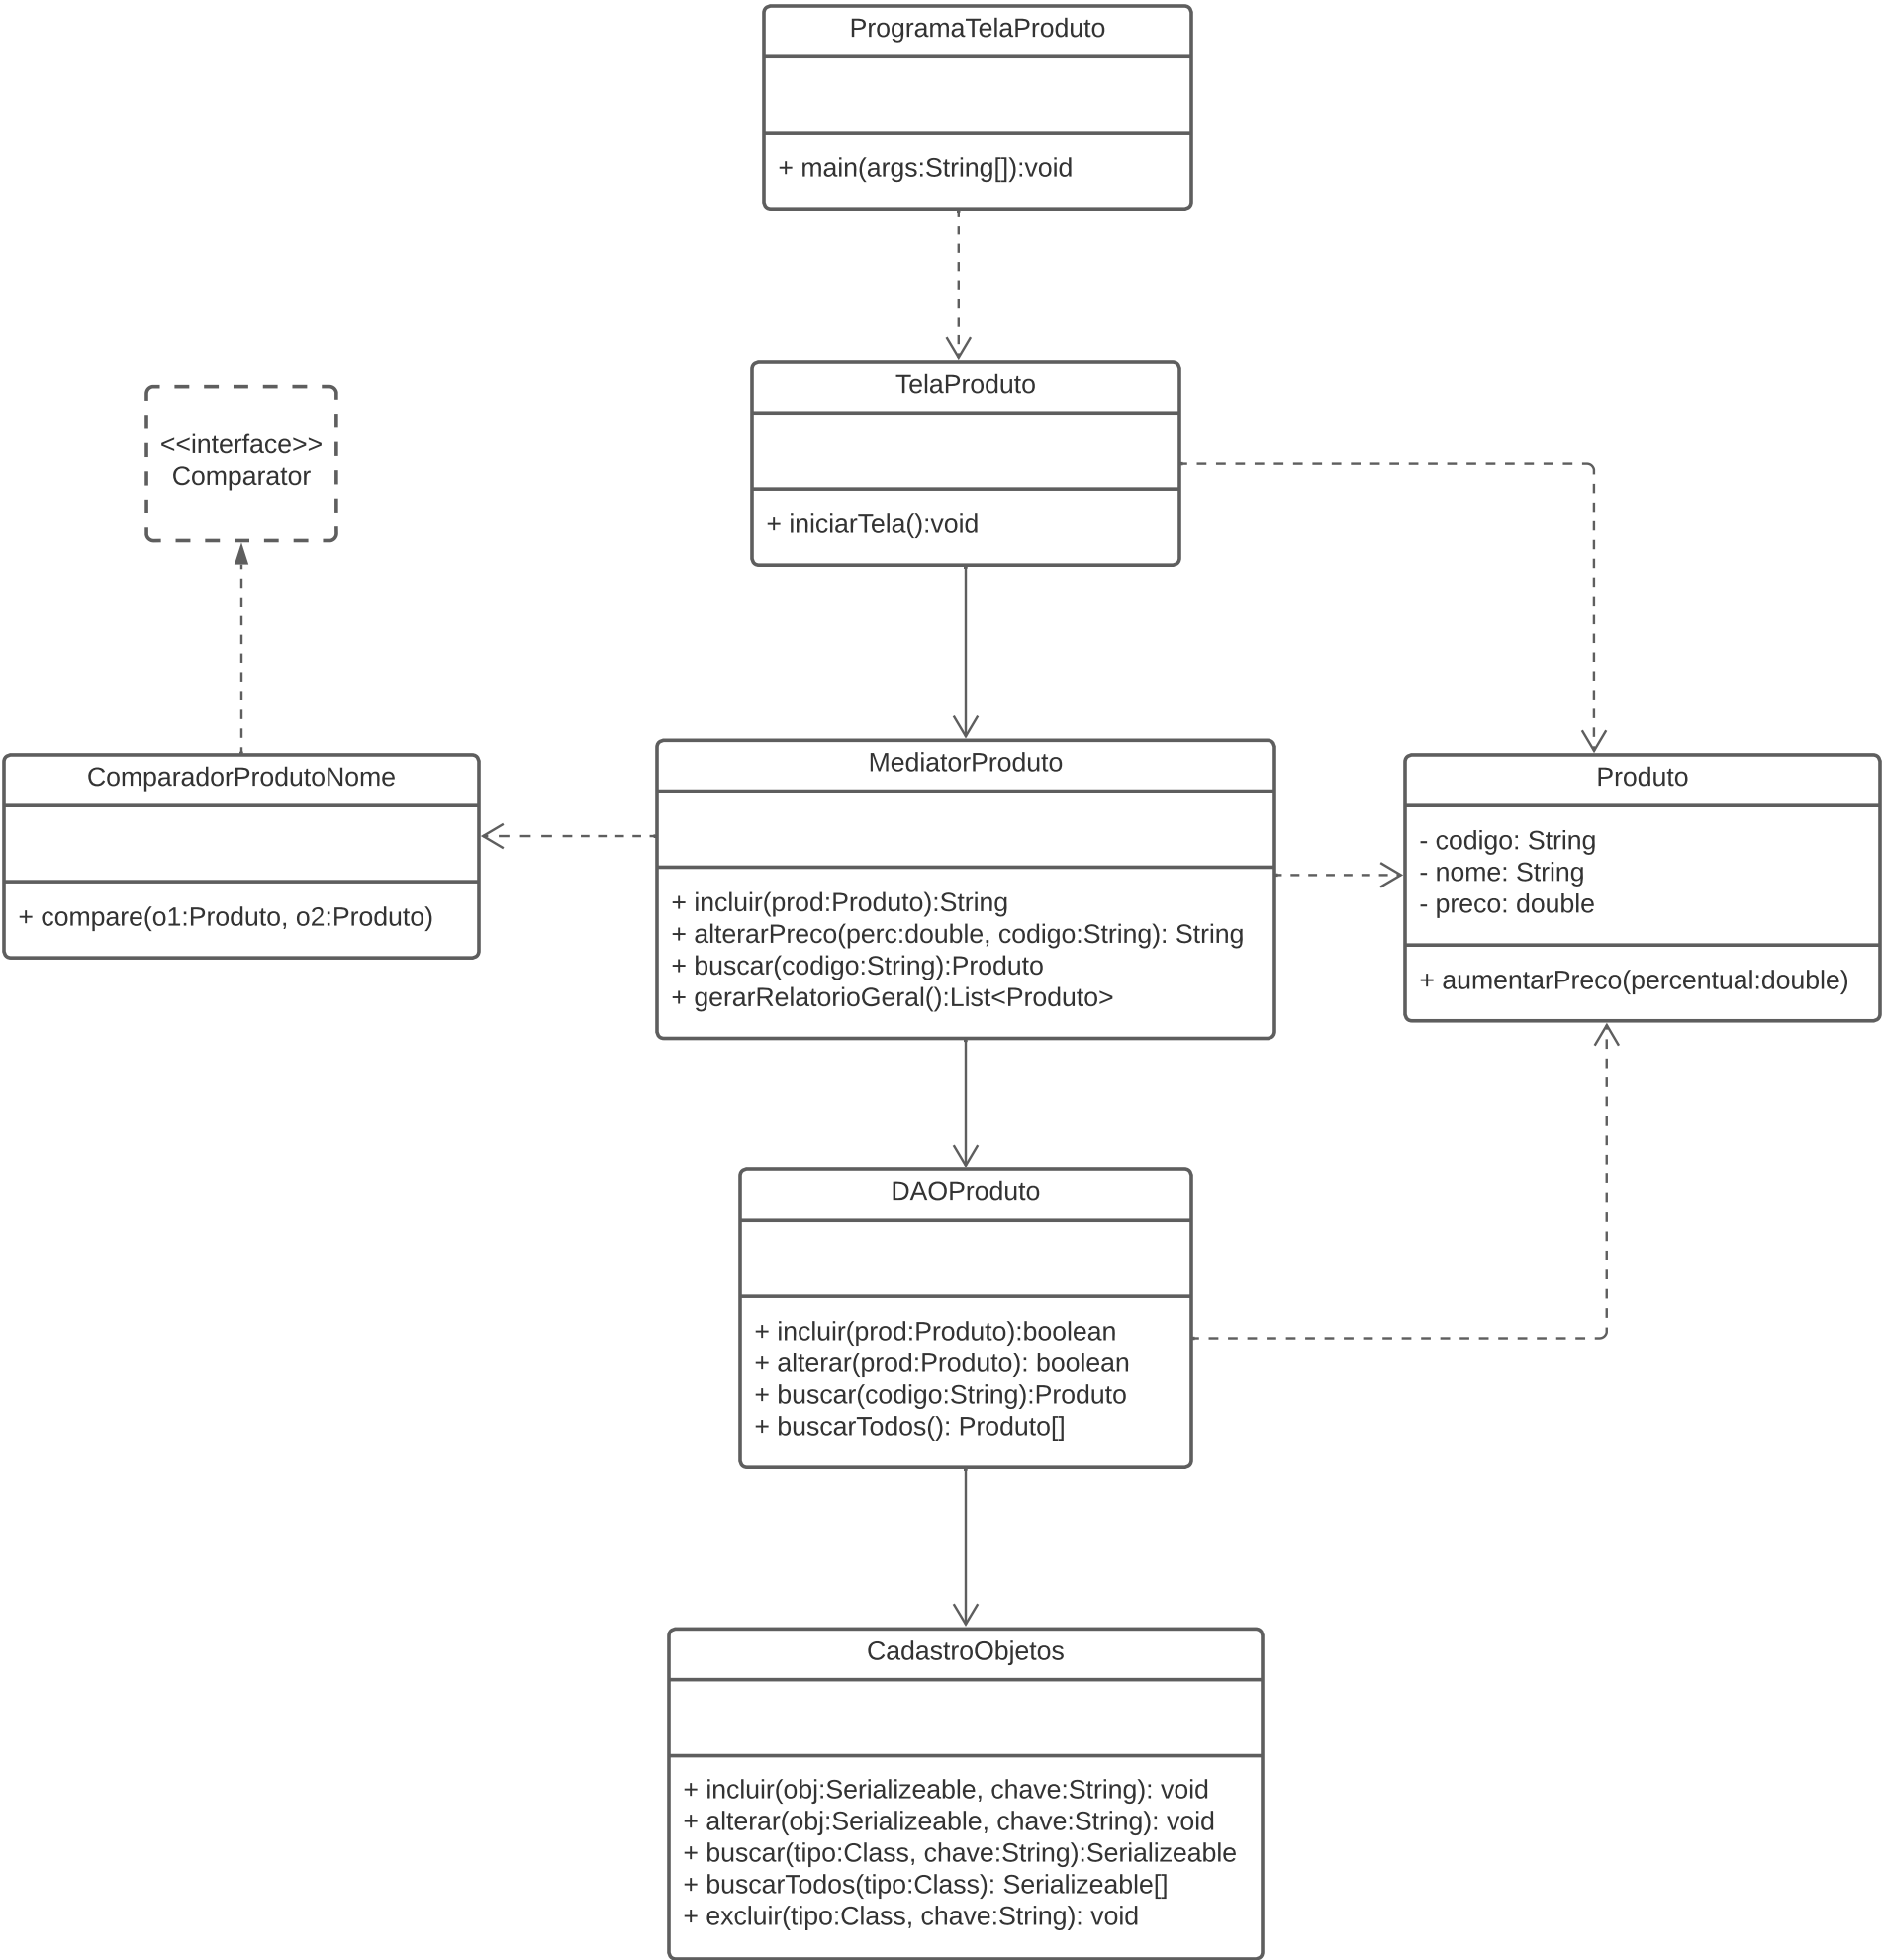 ProgramaTelaProduto
+ main(args:String[]):void
TelaProduto
+ iniciarTela():void
<<interface>>
Comparator
ComparadorProdutoNome
+ compare(o1:Produto, o2:Produto)
MediatorProduto
+ incluir(prod:Produto):String
+ alterarPreco(perc:double, codigo:String): String
+ buscar(codigo:String):Produto
+ gerarRelatorioGeral():List<Produto>
Produto
- codigo: String
- nome: String
- preco: double
+ aumentarPreco(percentual:double)
DAOProduto
+ incluir(prod:Produto):boolean
+ alterar(prod:Produto): boolean
+ buscar(codigo:String):Produto
+ buscarTodos(): Produto[]
CadastroObjetos
+ incluir(obj:Serializeable, chave:String): void
+ alterar(obj:Serializeable, chave:String): void
+ buscar(tipo:Class, chave:String):Serializeable
+ buscarTodos(tipo:Class): Serializeable[]
+ excluir(tipo:Class, chave:String): void